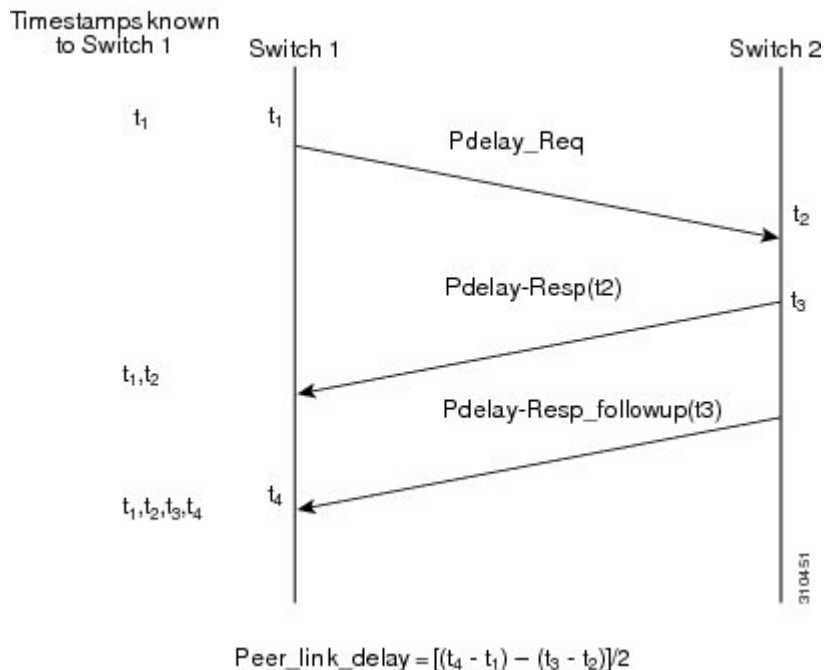 Timestamps known
to Switch 1
Switch 1
Switch 2
t₁
t₁
Pdelay_Req
t₂
Pdelay-Resp(t2)
t₃
t₁,t₂
Pdelay-Resp_followup(t3)
t₄
t₁,t₂,t₃,t₄
310451
Peer_link_delay = [(t₄ - t₁) – (t₃ - t₂)]/2